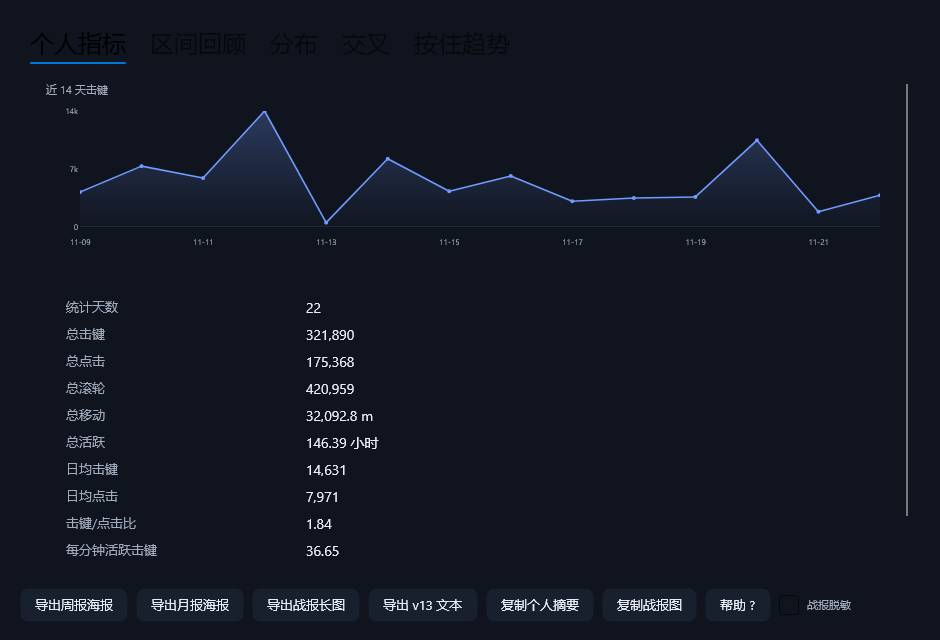 个人指标 区间回顾 分布 交叉 按住趋势
近 14 天击键
14k
7k
0
11-09 11-11 11-13 11-15 11-17 11-19 11-21
统计天数 22
总击键 321,890
总点击 175,368
总滚轮 420,959
总移动 32,092.8 m
总活跃 146.39 小时
日均击键 14,631
日均点击 7,971
击键/点击比 1.84
每分钟活跃击键 36.65
导出周报海报 导出月报海报 导出战报长图 导出 v13 文本 复制个人摘要 复制战报图 帮助 ? 战报脱敏